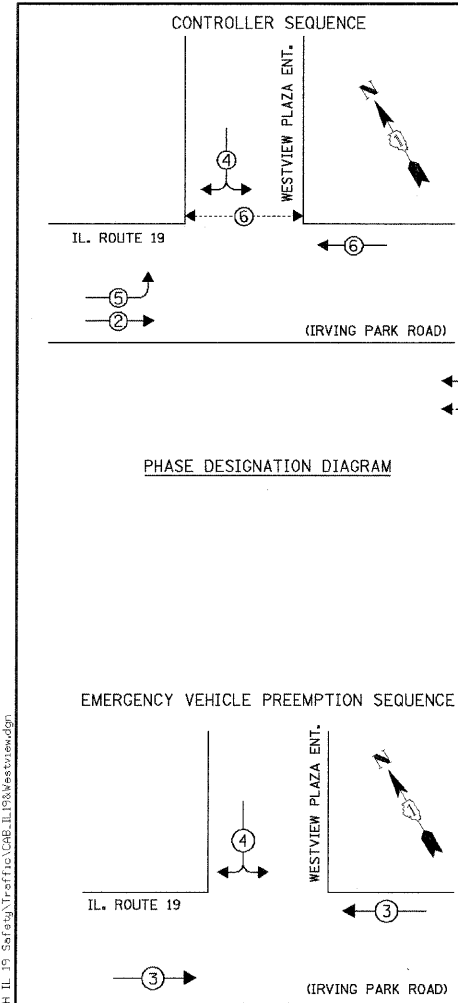 CONTROLLER SEQUENCE
WESTVIEW PLAZA ENT.
N
4
6
IL. ROUTE 19
6
5
2
(IRVING PARK ROAD)
PHASE DESIGNATION DIAGRAM
EMERGENCY VEHICLE PREEMPTION SEQUENCE
WESTVIEW PLAZA ENT.
N
4
IL. ROUTE 19
3
3
(IRVING PARK ROAD)
H IL 19 Safety\Traffic\CAB_IL19&Westview.dgn